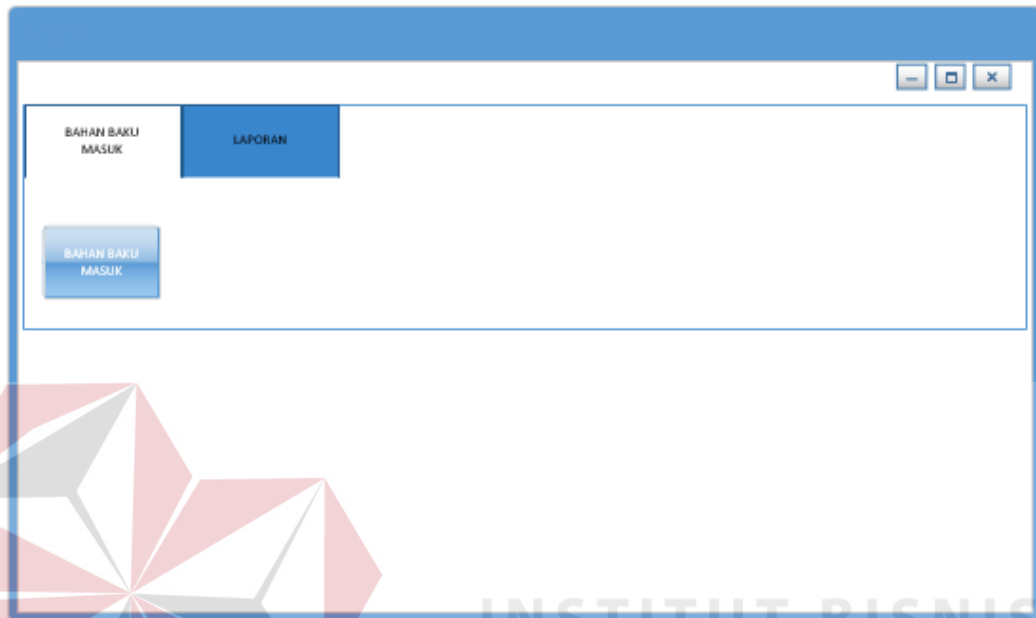 BAHAN BAKU
MASUK
LAPORAN
BAHAN BAKU
MASUK
INSTITUT BISNIS